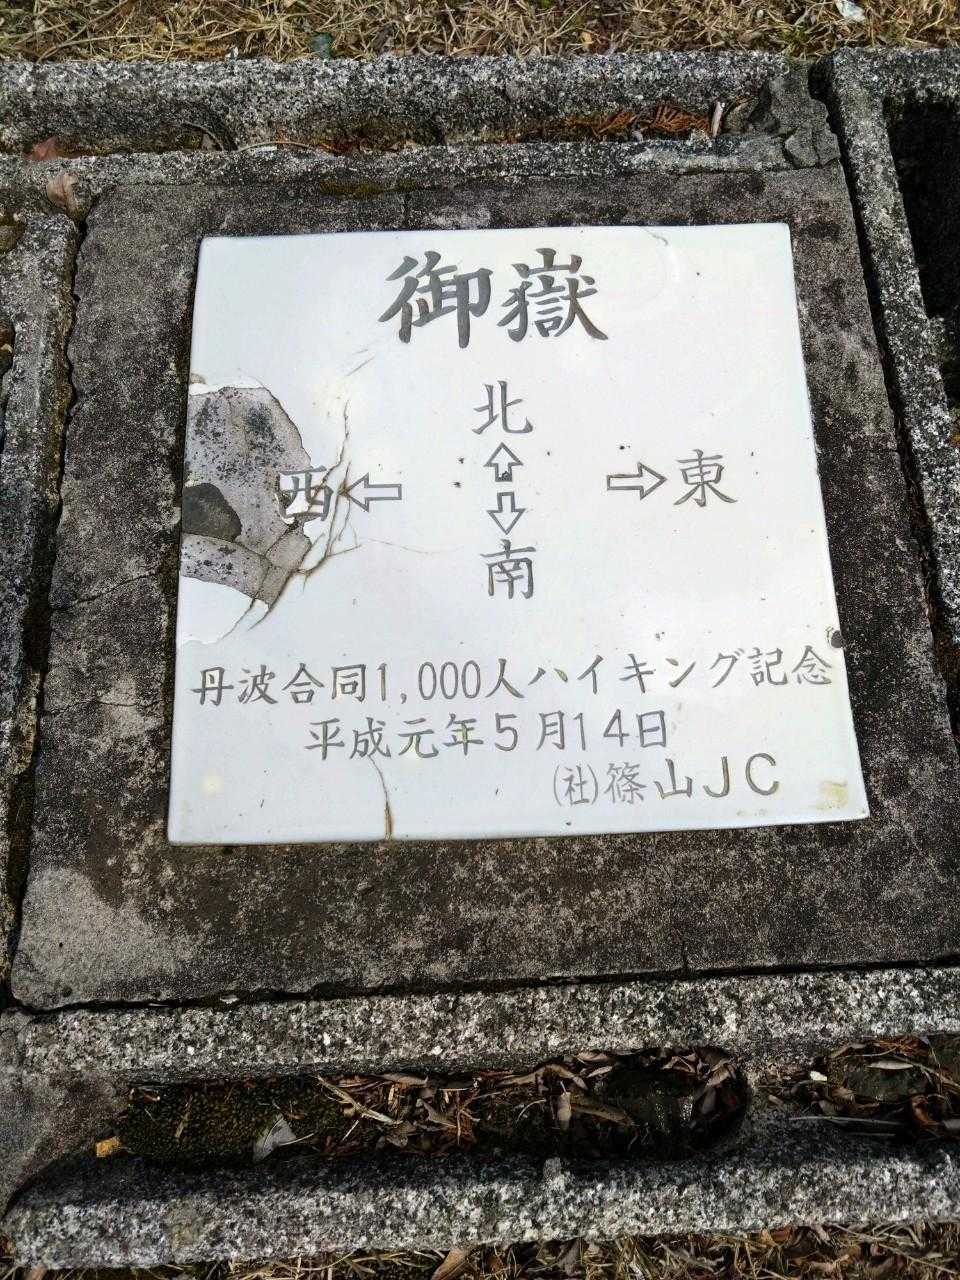 御嶽
北
西⇦ ⇧ ⇨東
⇩
南
丹波合同1,000人ハイキング記念
平成元年5月14日
(社)篠山JC